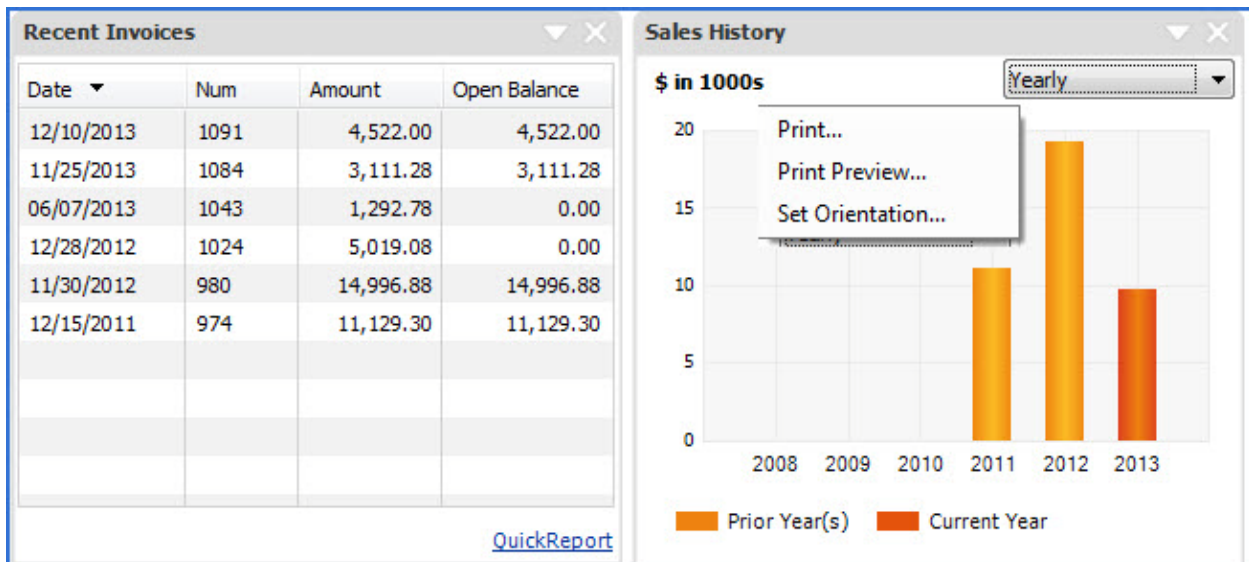 Recent Invoices
Date Num Amount Open Balance
12/10/2013 1091 4,522.00 4,522.00
11/25/2013 1084 3,111.28 3,111.28
06/07/2013 1043 1,292.78 0.00
12/28/2012 1024 5,019.08 0.00
11/30/2012 980 14,996.88 14,996.88
12/15/2011 974 11,129.30 11,129.30
QuickReport
Sales History
$ in 1000s Yearly
Print...
Print Preview...
Set Orientation...
20
15
10
5
0
2008 2009 2010 2011 2012 2013
Prior Year(s) Current Year